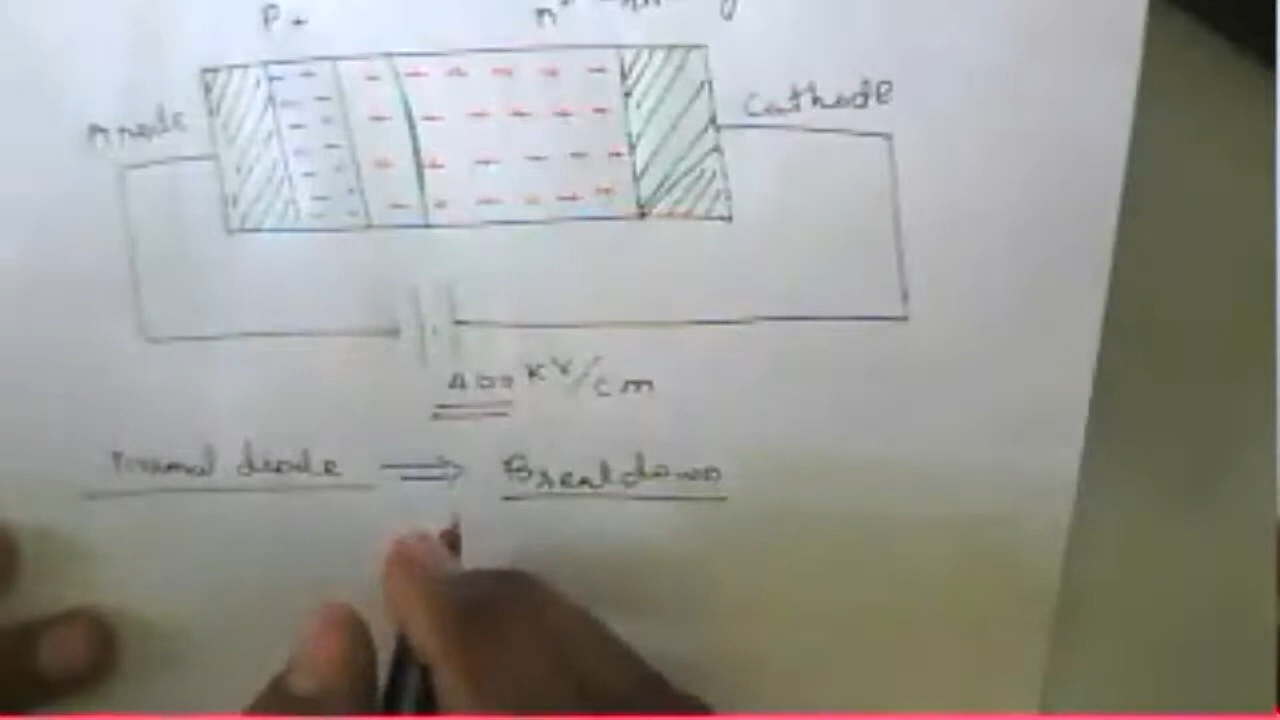 P+
Anode
Cathode
400 KV/cm
Normal diode ⇒ Breakdown